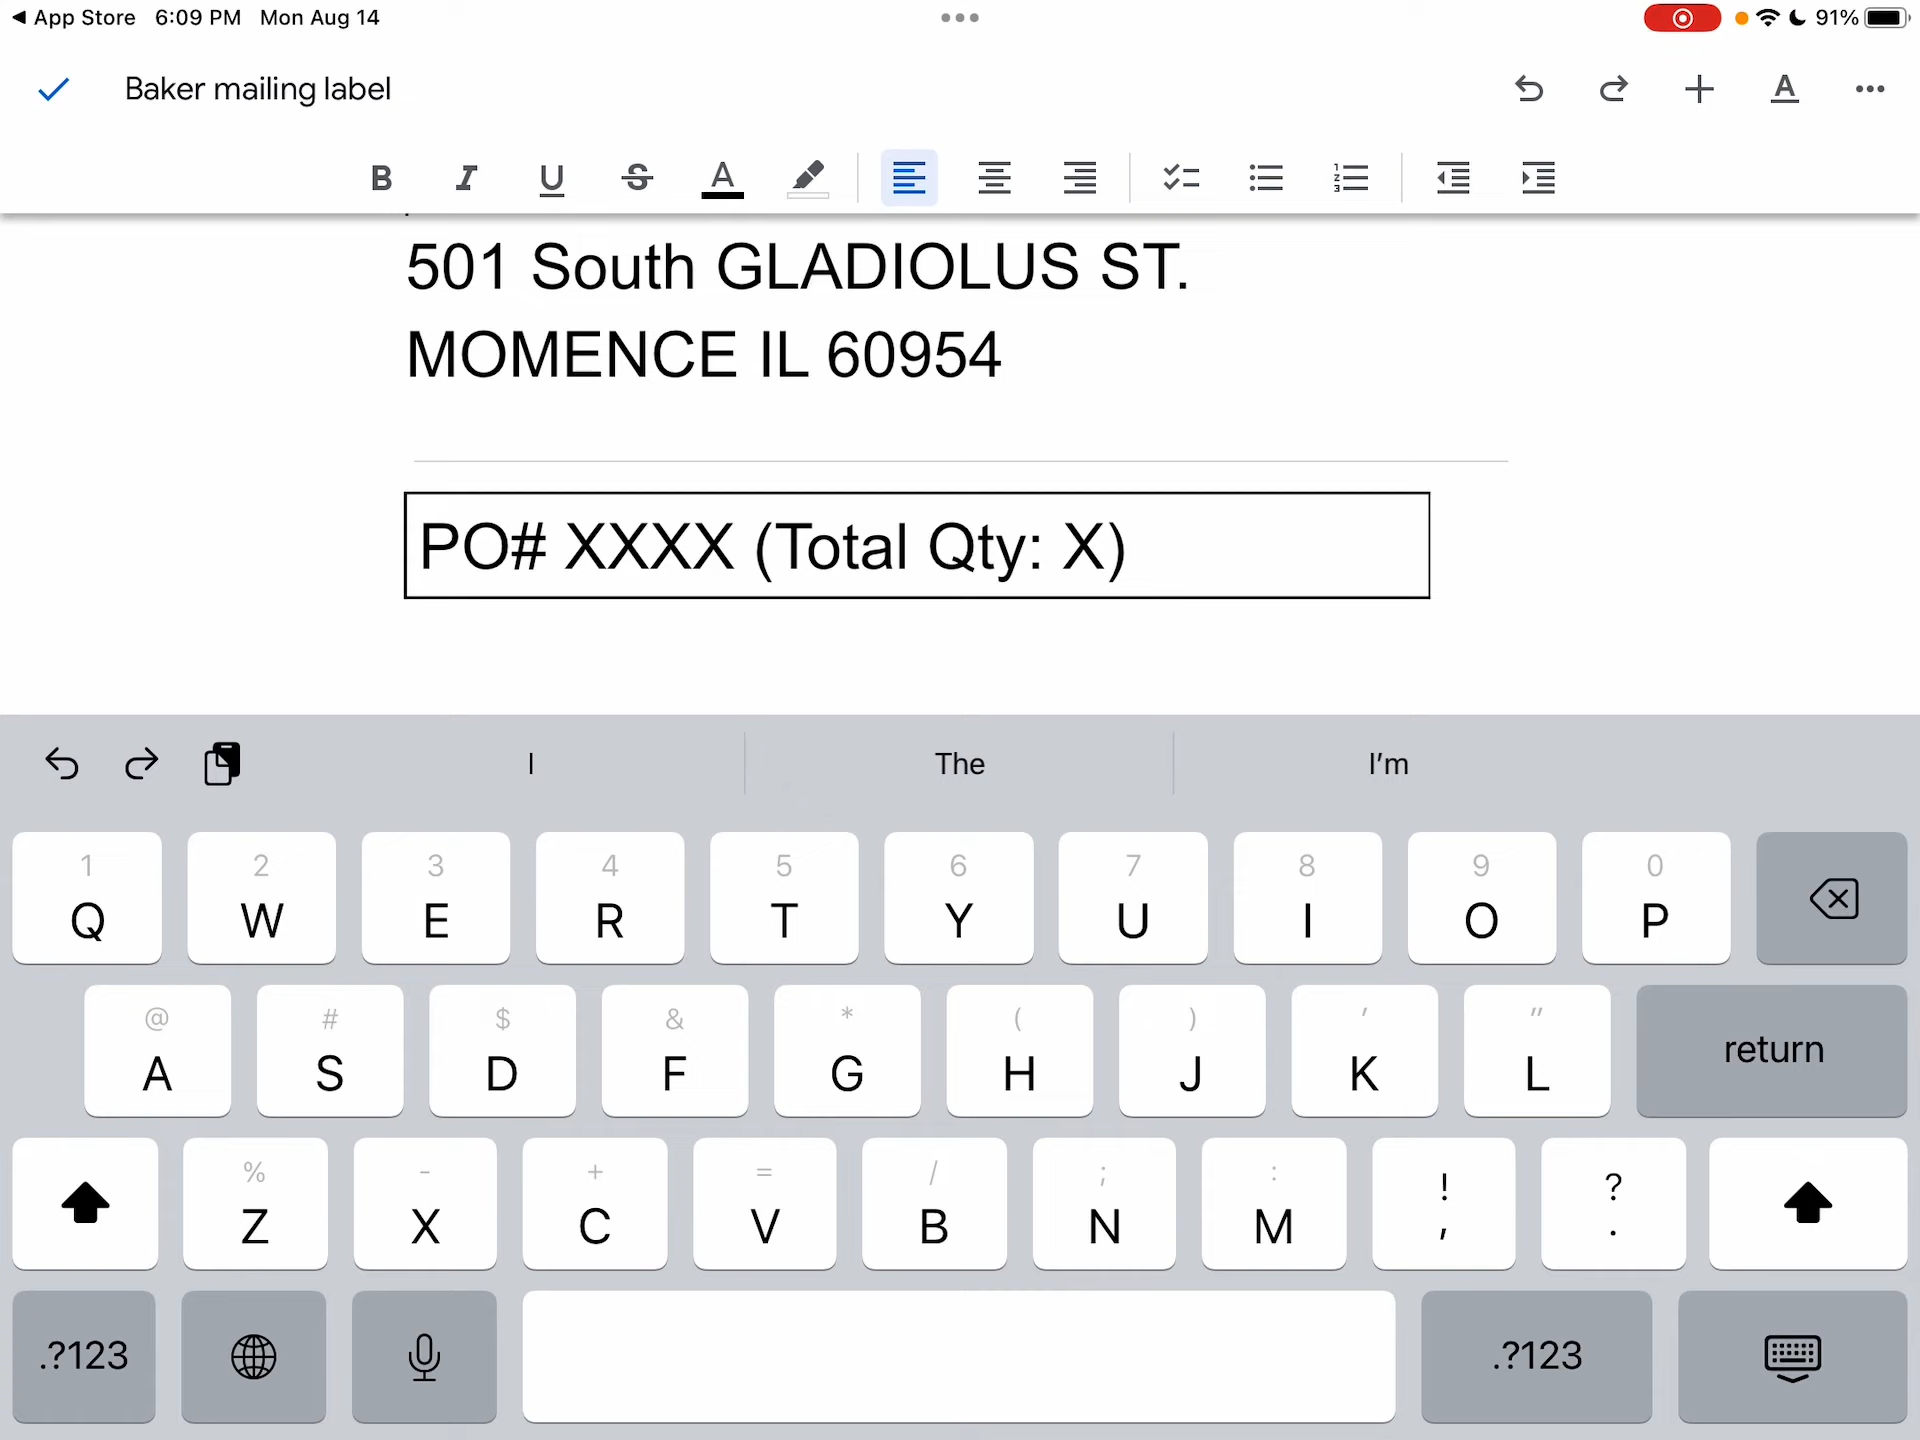 ◀ App Store 6:09 PM Mon Aug 14 91%
Baker mailing label
B I U S A
501 South GLADIOLUS ST.
MOMENCE IL 60954
PO# XXXX (Total Qty: X)
I The I'm
1 2 3 4 5 6 7 8 9 0
Q W E R T Y U I O P
@ # $ & * ( ) ' "
A S D F G H J K L return
% - + = / ; : ! ?
Z X C V B N M , .
.?123 .?123